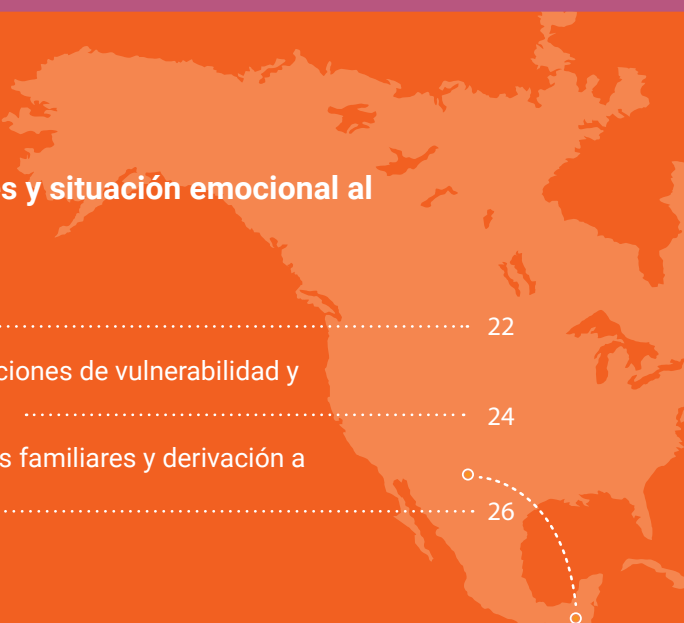 s y situación emocional al
22
ciones de vulnerabilidad y
24
s familiares y derivación a
26